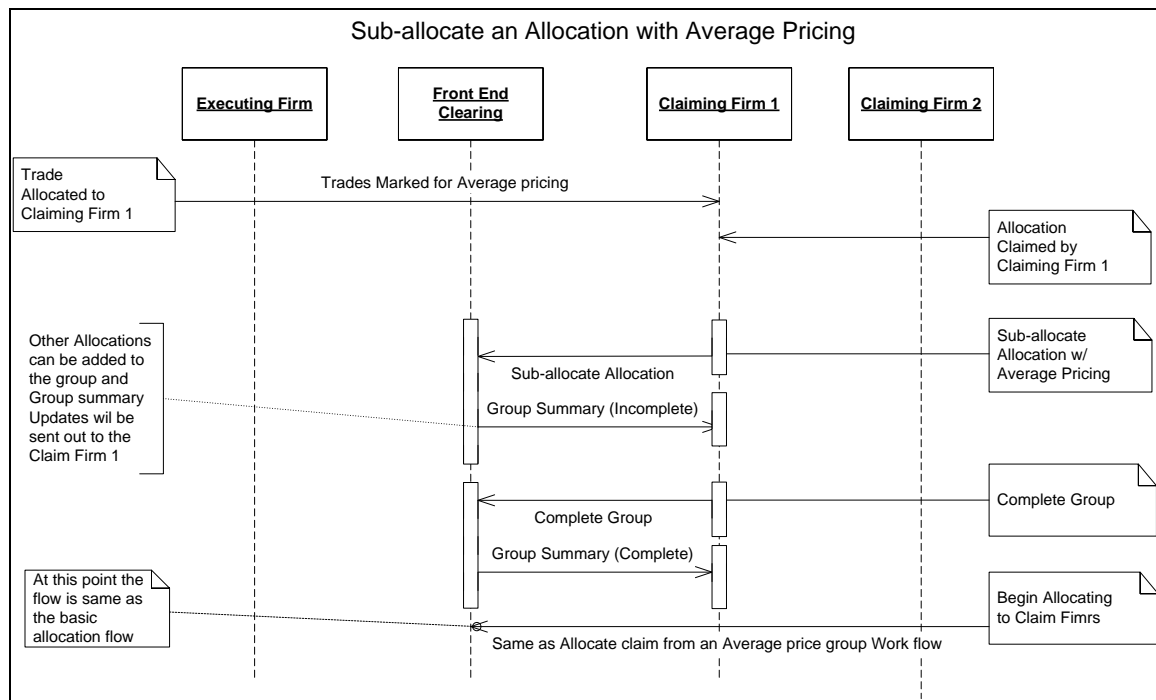 Sub-allocate an Allocation with Average Pricing
Executing Firm
Front End
Clearing
Claiming Firm 1
Claiming Firm 2
Trade
Allocated to
Claiming Firm 1
Trades Marked for Average pricing
Allocation
Claimed by
Claiming Firm 1
Other Allocations
can be added to
the group and
Group summary
Updates wil be
sent out to the
Claim Firm 1
Sub-allocate
Allocation w/
Average Pricing
Sub-allocate Allocation
Group Summary (Incomplete)
Complete Group
Complete Group
Group Summary (Complete)
At this point the
flow is same as
the basic
allocation flow
Begin Allocating
to Claim Fimrs
Same as Allocate claim from an Average price group Work flow